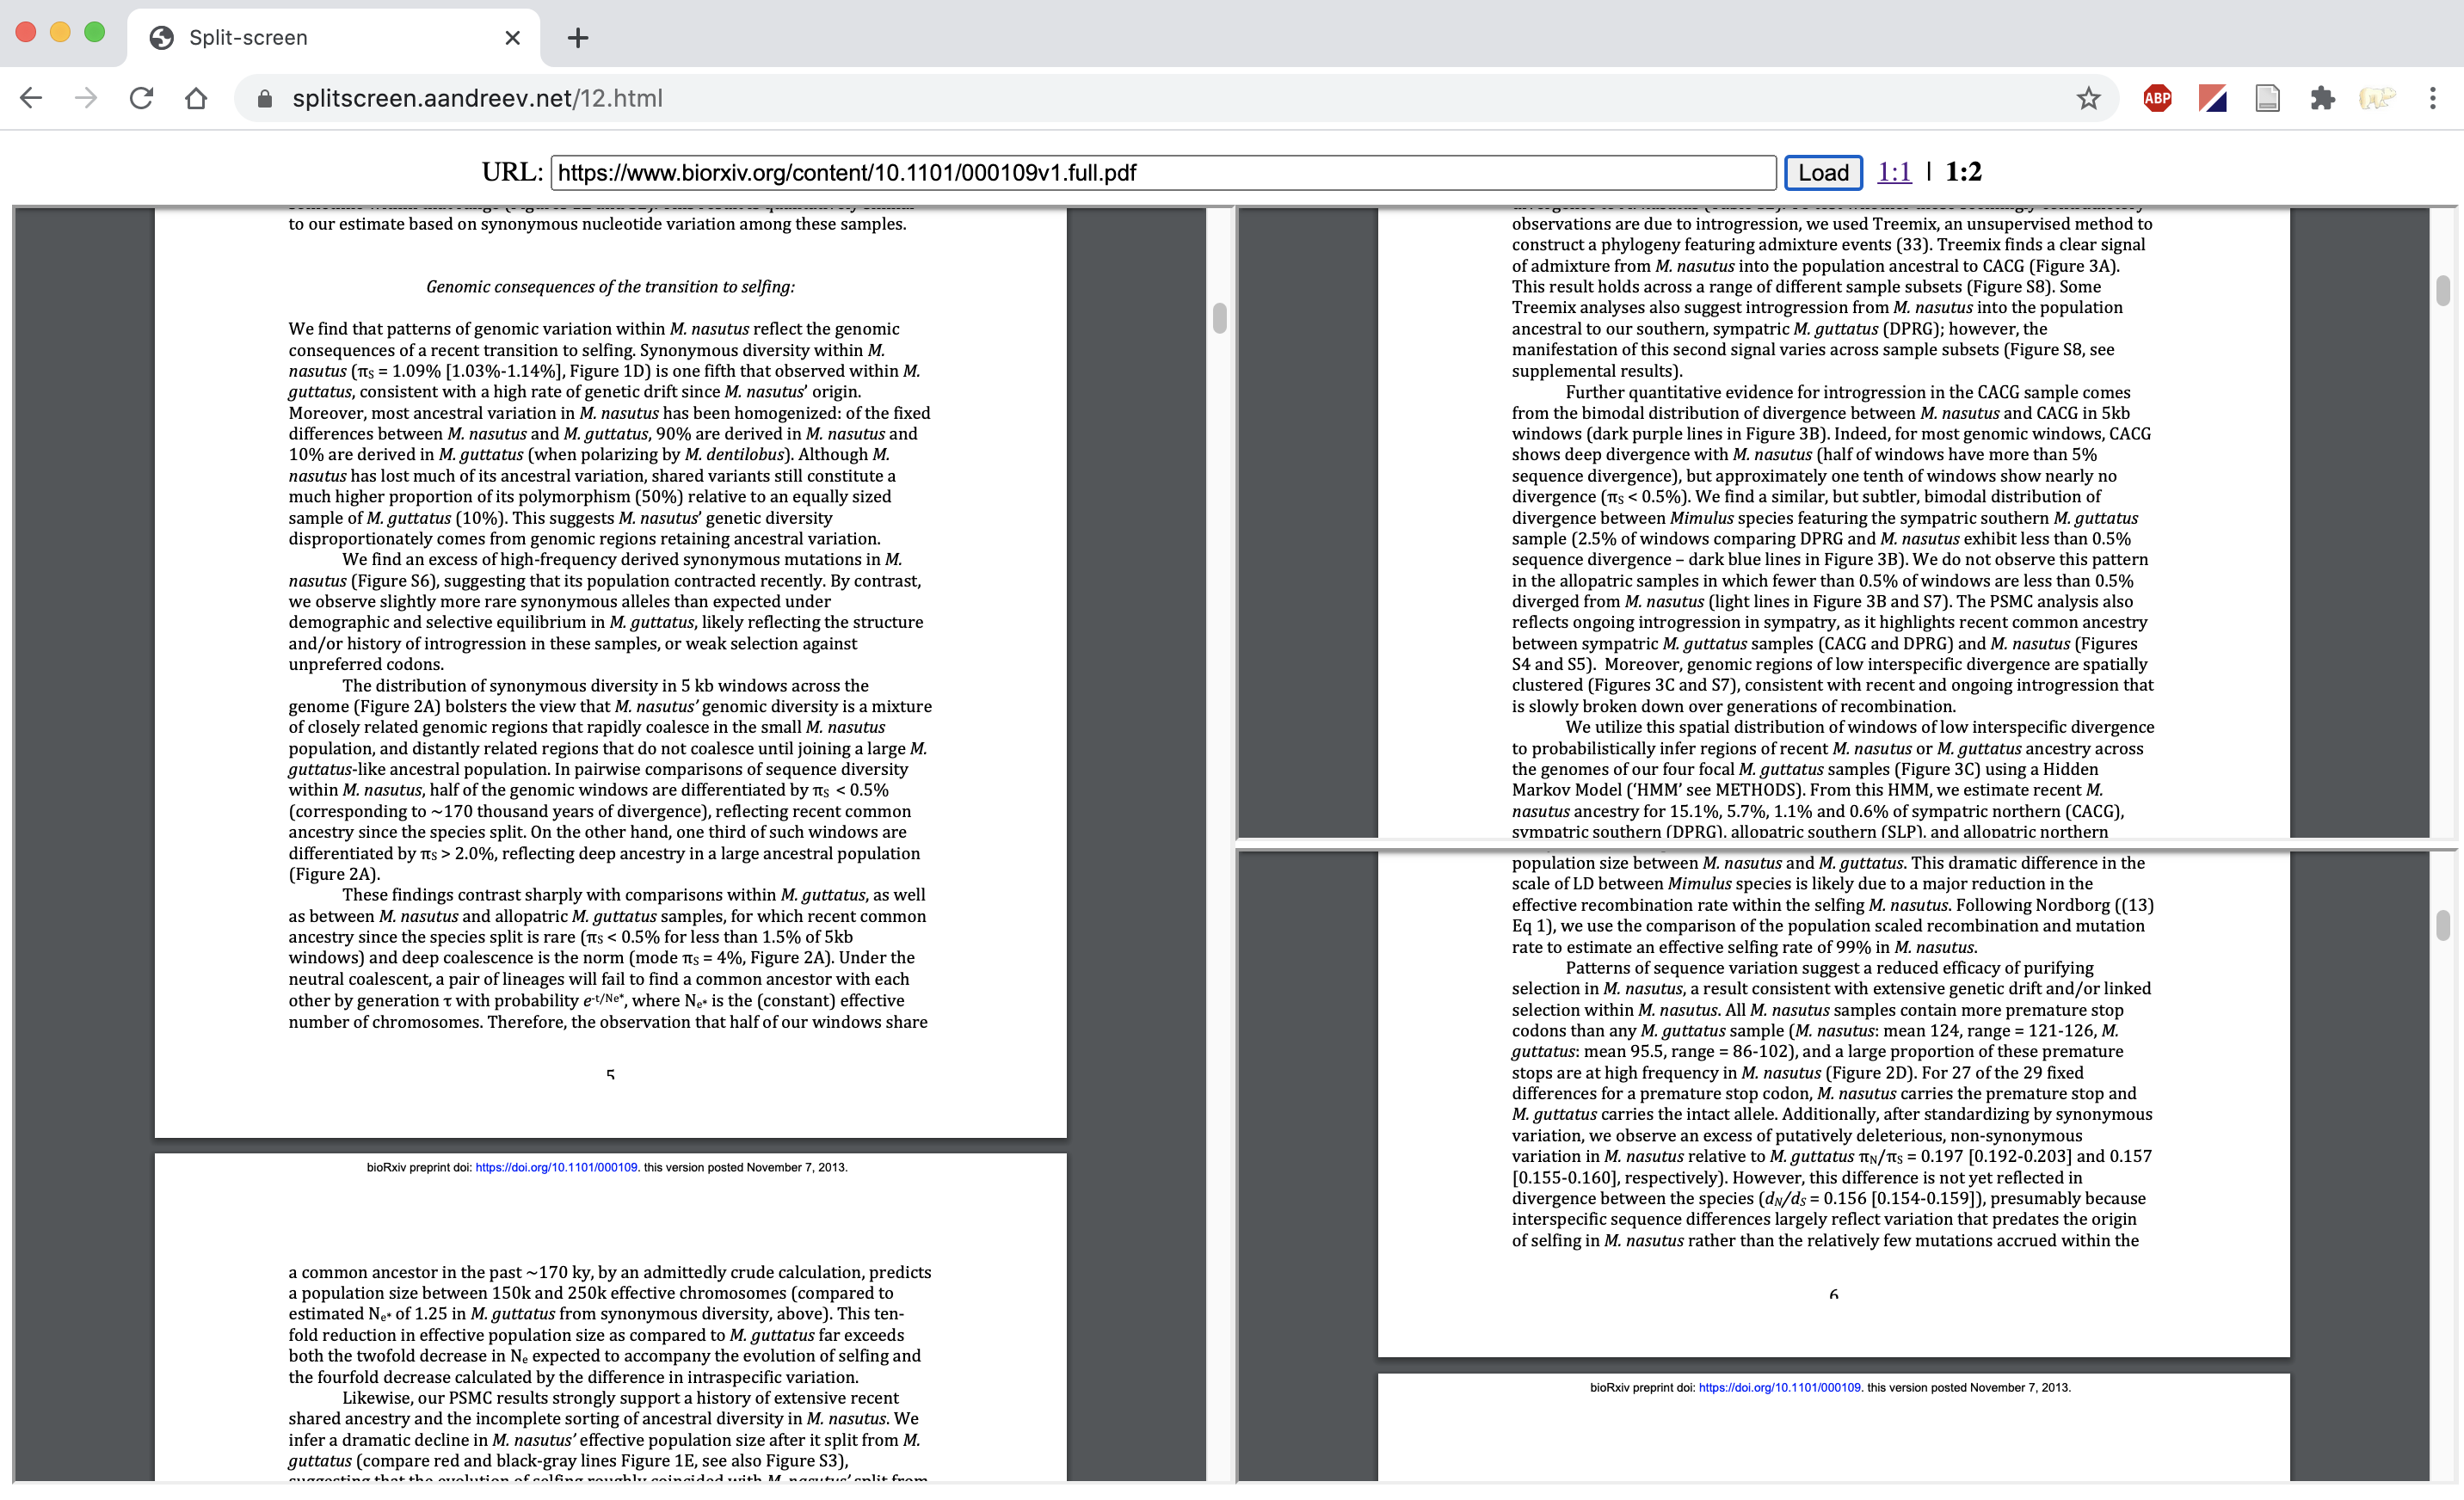 Split-screen
splitscreen.aandreev.net/12.html
ABP
URL: https://www.biorxiv.org/content/10.1101/000109v1.full.pdf Load 1:1 | 1:2
to our estimate based on synonymous nucleotide variation among these samples.
Genomic consequences of the transition to selfing:
We find that patterns of genomic variation within M. nasutus reflect the genomic
consequences of a recent transition to selfing. Synonymous diversity within M.
nasutus (πS = 1.09% [1.03%-1.14%], Figure 1D) is one fifth that observed within M.
guttatus, consistent with a high rate of genetic drift since M. nasutus’ origin.
Moreover, most ancestral variation in M. nasutus has been homogenized: of the fixed
differences between M. nasutus and M. guttatus, 90% are derived in M. nasutus and
10% are derived in M. guttatus (when polarizing by M. dentilobus). Although M.
nasutus has lost much of its ancestral variation, shared variants still constitute a
much higher proportion of its polymorphism (50%) relative to an equally sized
sample of M. guttatus (10%). This suggests M. nasutus’ genetic diversity
disproportionately comes from genomic regions retaining ancestral variation.
We find an excess of high-frequency derived synonymous mutations in M.
nasutus (Figure S6), suggesting that its population contracted recently. By contrast,
we observe slightly more rare synonymous alleles than expected under
demographic and selective equilibrium in M. guttatus, likely reflecting the structure
and/or history of introgression in these samples, or weak selection against
unpreferred codons.
The distribution of synonymous diversity in 5 kb windows across the
genome (Figure 2A) bolsters the view that M. nasutus’ genomic diversity is a mixture
of closely related genomic regions that rapidly coalesce in the small M. nasutus
population, and distantly related regions that do not coalesce until joining a large M.
guttatus-like ancestral population. In pairwise comparisons of sequence diversity
within M. nasutus, half of the genomic windows are differentiated by πS < 0.5%
(corresponding to ~170 thousand years of divergence), reflecting recent common
ancestry since the species split. On the other hand, one third of such windows are
differentiated by πS > 2.0%, reflecting deep ancestry in a large ancestral population
(Figure 2A).
These findings contrast sharply with comparisons within M. guttatus, as well
as between M. nasutus and allopatric M. guttatus samples, for which recent common
ancestry since the species split is rare (πS < 0.5% for less than 1.5% of 5kb
windows) and deep coalescence is the norm (mode πS = 4%, Figure 2A). Under the
neutral coalescent, a pair of lineages will fail to find a common ancestor with each
other by generation τ with probability e-t/Ne*, where Ne* is the (constant) effective
number of chromosomes. Therefore, the observation that half of our windows share
5
bioRxiv preprint doi: https://doi.org/10.1101/000109. this version posted November 7, 2013.
a common ancestor in the past ~170 ky, by an admittedly crude calculation, predicts
a population size between 150k and 250k effective chromosomes (compared to
estimated Ne* of 1.25 in M. guttatus from synonymous diversity, above). This ten-
fold reduction in effective population size as compared to M. guttatus far exceeds
both the twofold decrease in Ne expected to accompany the evolution of selfing and
the fourfold decrease calculated by the difference in intraspecific variation.
Likewise, our PSMC results strongly support a history of extensive recent
shared ancestry and the incomplete sorting of ancestral diversity in M. nasutus. We
infer a dramatic decline in M. nasutus’ effective population size after it split from M.
guttatus (compare red and black-gray lines Figure 1E, see also Figure S3),
suggesting that the evolution of selfing roughly coincided with M. nasutus’ split from
observations are due to introgression, we used Treemix, an unsupervised method to
construct a phylogeny featuring admixture events (33). Treemix finds a clear signal
of admixture from M. nasutus into the population ancestral to CACG (Figure 3A).
This result holds across a range of different sample subsets (Figure S8). Some
Treemix analyses also suggest introgression from M. nasutus into the population
ancestral to our southern, sympatric M. guttatus (DPRG); however, the
manifestation of this second signal varies across sample subsets (Figure S8, see
supplemental results).
Further quantitative evidence for introgression in the CACG sample comes
from the bimodal distribution of divergence between M. nasutus and CACG in 5kb
windows (dark purple lines in Figure 3B). Indeed, for most genomic windows, CACG
shows deep divergence with M. nasutus (half of windows have more than 5%
sequence divergence), but approximately one tenth of windows show nearly no
divergence (πS < 0.5%). We find a similar, but subtler, bimodal distribution of
divergence between Mimulus species featuring the sympatric southern M. guttatus
sample (2.5% of windows comparing DPRG and M. nasutus exhibit less than 0.5%
sequence divergence – dark blue lines in Figure 3B). We do not observe this pattern
in the allopatric samples in which fewer than 0.5% of windows are less than 0.5%
diverged from M. nasutus (light lines in Figure 3B and S7). The PSMC analysis also
reflects ongoing introgression in sympatry, as it highlights recent common ancestry
between sympatric M. guttatus samples (CACG and DPRG) and M. nasutus (Figures
S4 and S5). Moreover, genomic regions of low interspecific divergence are spatially
clustered (Figures 3C and S7), consistent with recent and ongoing introgression that
is slowly broken down over generations of recombination.
We utilize this spatial distribution of windows of low interspecific divergence
to probabilistically infer regions of recent M. nasutus or M. guttatus ancestry across
the genomes of our four focal M. guttatus samples (Figure 3C) using a Hidden
Markov Model (‘HMM’ see METHODS). From this HMM, we estimate recent M.
nasutus ancestry for 15.1%, 5.7%, 1.1% and 0.6% of sympatric northern (CACG),
sympatric southern (DPRG), allopatric southern (SLP), and allopatric northern
population size between M. nasutus and M. guttatus. This dramatic difference in the
scale of LD between Mimulus species is likely due to a major reduction in the
effective recombination rate within the selfing M. nasutus. Following Nordborg ((13)
Eq 1), we use the comparison of the population scaled recombination and mutation
rate to estimate an effective selfing rate of 99% in M. nasutus.
Patterns of sequence variation suggest a reduced efficacy of purifying
selection in M. nasutus, a result consistent with extensive genetic drift and/or linked
selection within M. nasutus. All M. nasutus samples contain more premature stop
codons than any M. guttatus sample (M. nasutus: mean 124, range = 121-126, M.
guttatus: mean 95.5, range = 86-102), and a large proportion of these premature
stops are at high frequency in M. nasutus (Figure 2D). For 27 of the 29 fixed
differences for a premature stop codon, M. nasutus carries the premature stop and
M. guttatus carries the intact allele. Additionally, after standardizing by synonymous
variation, we observe an excess of putatively deleterious, non-synonymous
variation in M. nasutus relative to M. guttatus πN/πS = 0.197 [0.192-0.203] and 0.157
[0.155-0.160], respectively). However, this difference is not yet reflected in
divergence between the species (dN/dS = 0.156 [0.154-0.159]), presumably because
interspecific sequence differences largely reflect variation that predates the origin
of selfing in M. nasutus rather than the relatively few mutations accrued within the
6
bioRxiv preprint doi: https://doi.org/10.1101/000109. this version posted November 7, 2013.